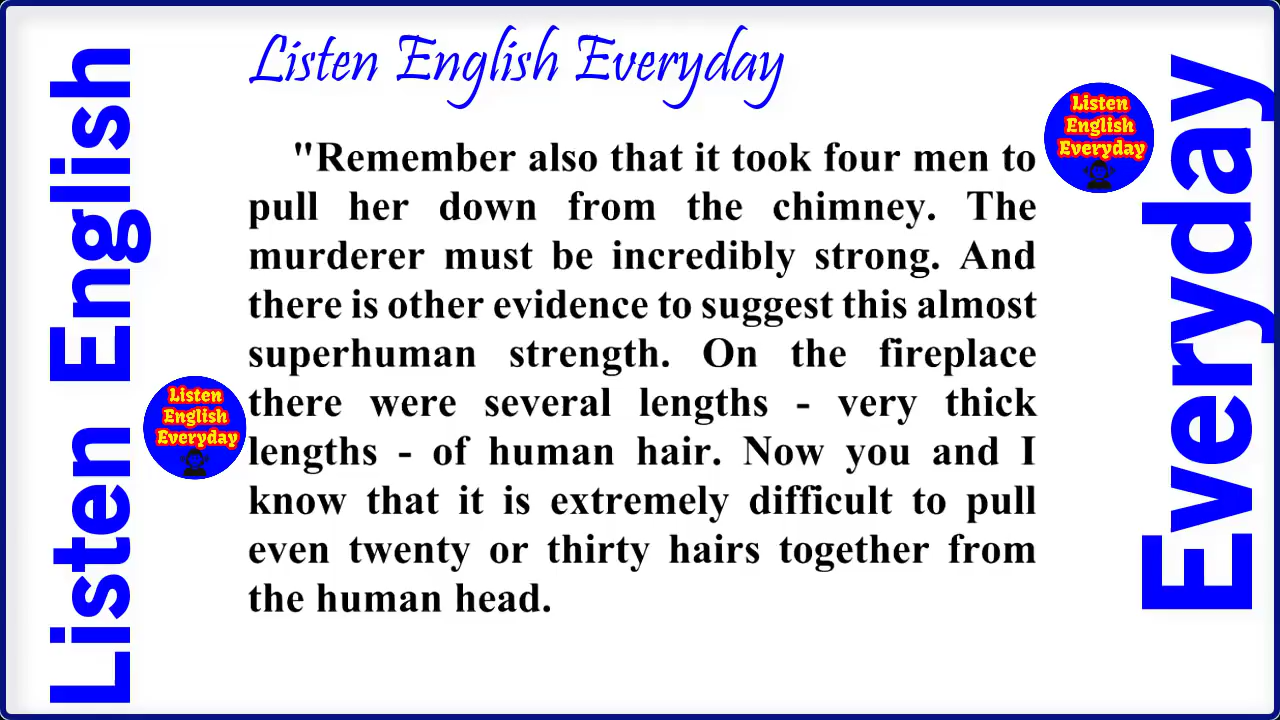 Listen English Everyday
Listen English
Everyday
Listen
English
Everyday
"Remember also that it took four men to
pull her down from the chimney. The
murderer must be incredibly strong. And
there is other evidence to suggest this almost
superhuman strength. On the fireplace
there were several lengths - very thick
lengths - of human hair. Now you and I
know that it is extremely difficult to pull
even twenty or thirty hairs together from
the human head.
Listen
English
Everyday